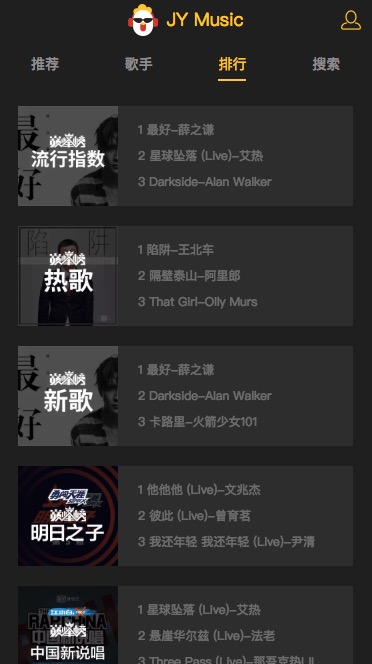 JY Music
推荐
歌手
排行
搜索
最
好
巅峰榜
流行指数
1 最好-薛之谦
2 星球坠落 (Live)-艾热
3 Darkside-Alan Walker
陷 阱
巅峰榜
热歌
1 陷阱-王北车
2 隔壁泰山-阿里郎
3 That Girl-Olly Murs
最
好
巅峰榜
新歌
1 最好-薛之谦
2 Darkside-Alan Walker
3 卡路里-火箭少女101
巅峰榜
明日之子
1 他他他 (Live)-文兆杰
2 彼此 (Live)-曾育茗
3 我还年轻 我还年轻 (Live)-尹清
巅峰榜
中国新说唱
1 星球坠落 (Live)-艾热
2 悬崖华尔兹 (Live)-法老
3 Three Pass (Live)-那吾克热LIL